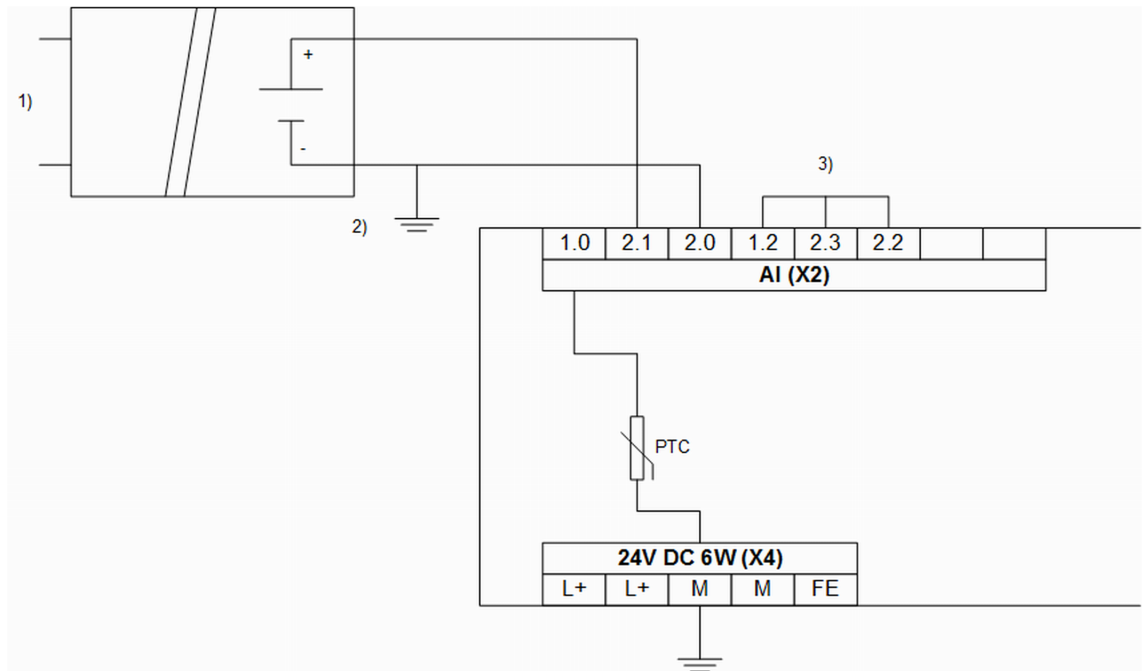 +
1)
-
3)
2)
1.0 2.1 2.0 1.2 2.3 2.2
AI (X2)
PTC
24V DC 6W (X4)
L+ L+ M M FE